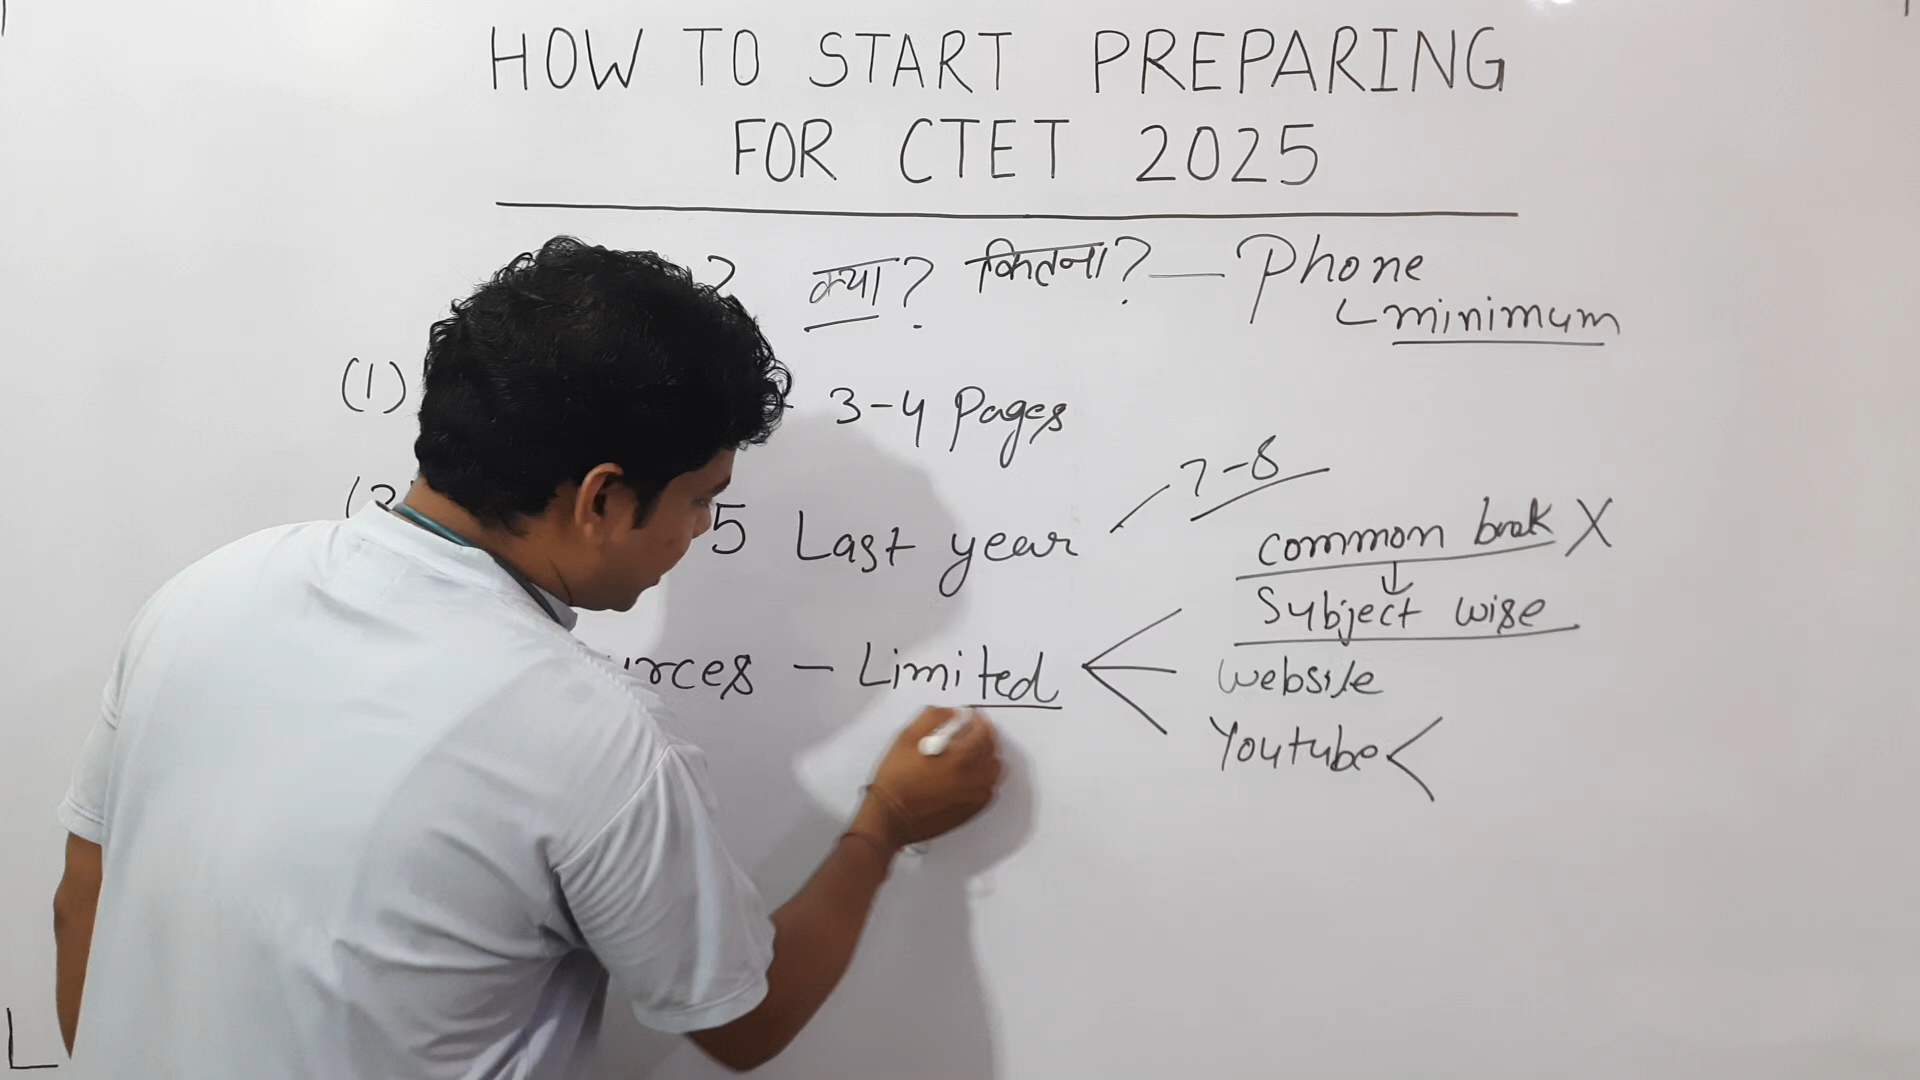 HOW TO START PREPARING
FOR CTET 2025
? क्या? कितना? — Phone
minimum
(1) 3-4 Pages
7-8
5 Last year
common book X
↓
Subject wise
urces - Limited
website
Youtube